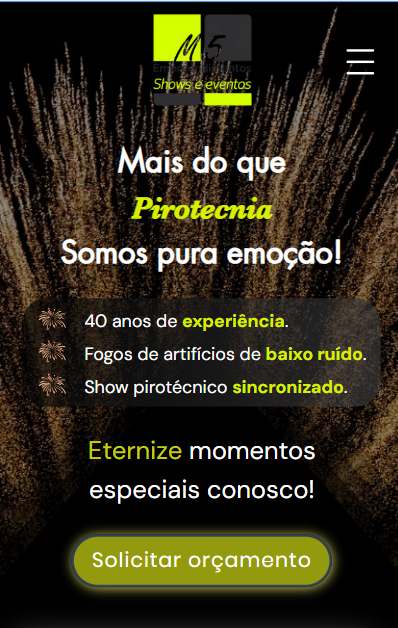 M5
Shows e eventos
Mais do que
Pirotecnia
Somos pura emoção!
40 anos de experiência.
Fogos de artifícios de baixo ruído.
Show pirotécnico sincronizado.
Eternize momentos
especiais conosco!
Solicitar orçamento